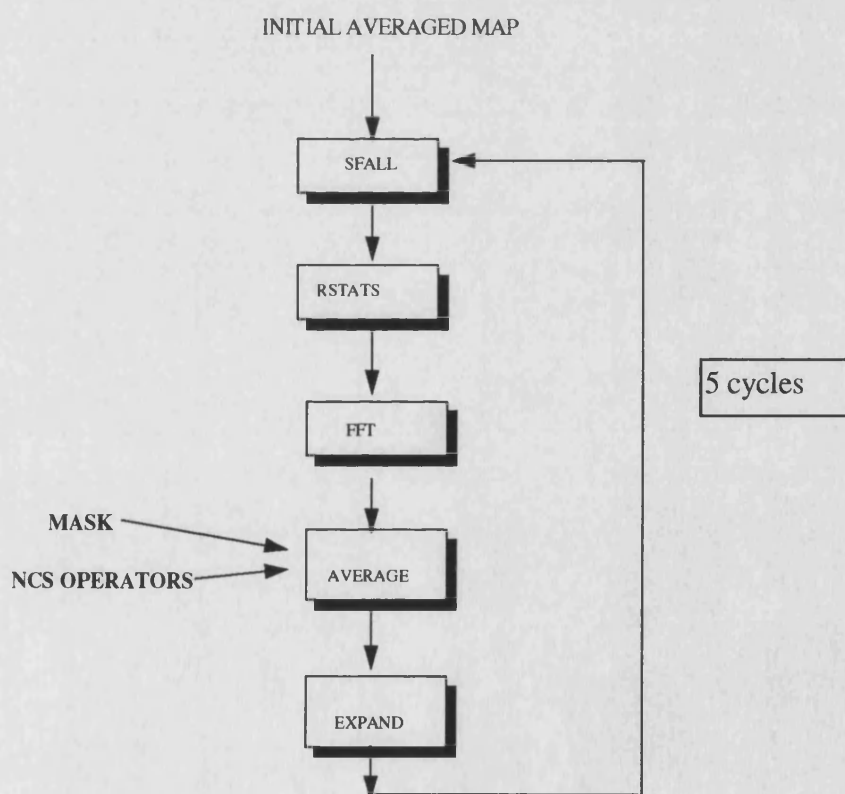 INITIAL AVERAGED MAP
SFALL
RSTATS
5 cycles
FFT
MASK
NCS OPERATORS
AVERAGE
EXPAND